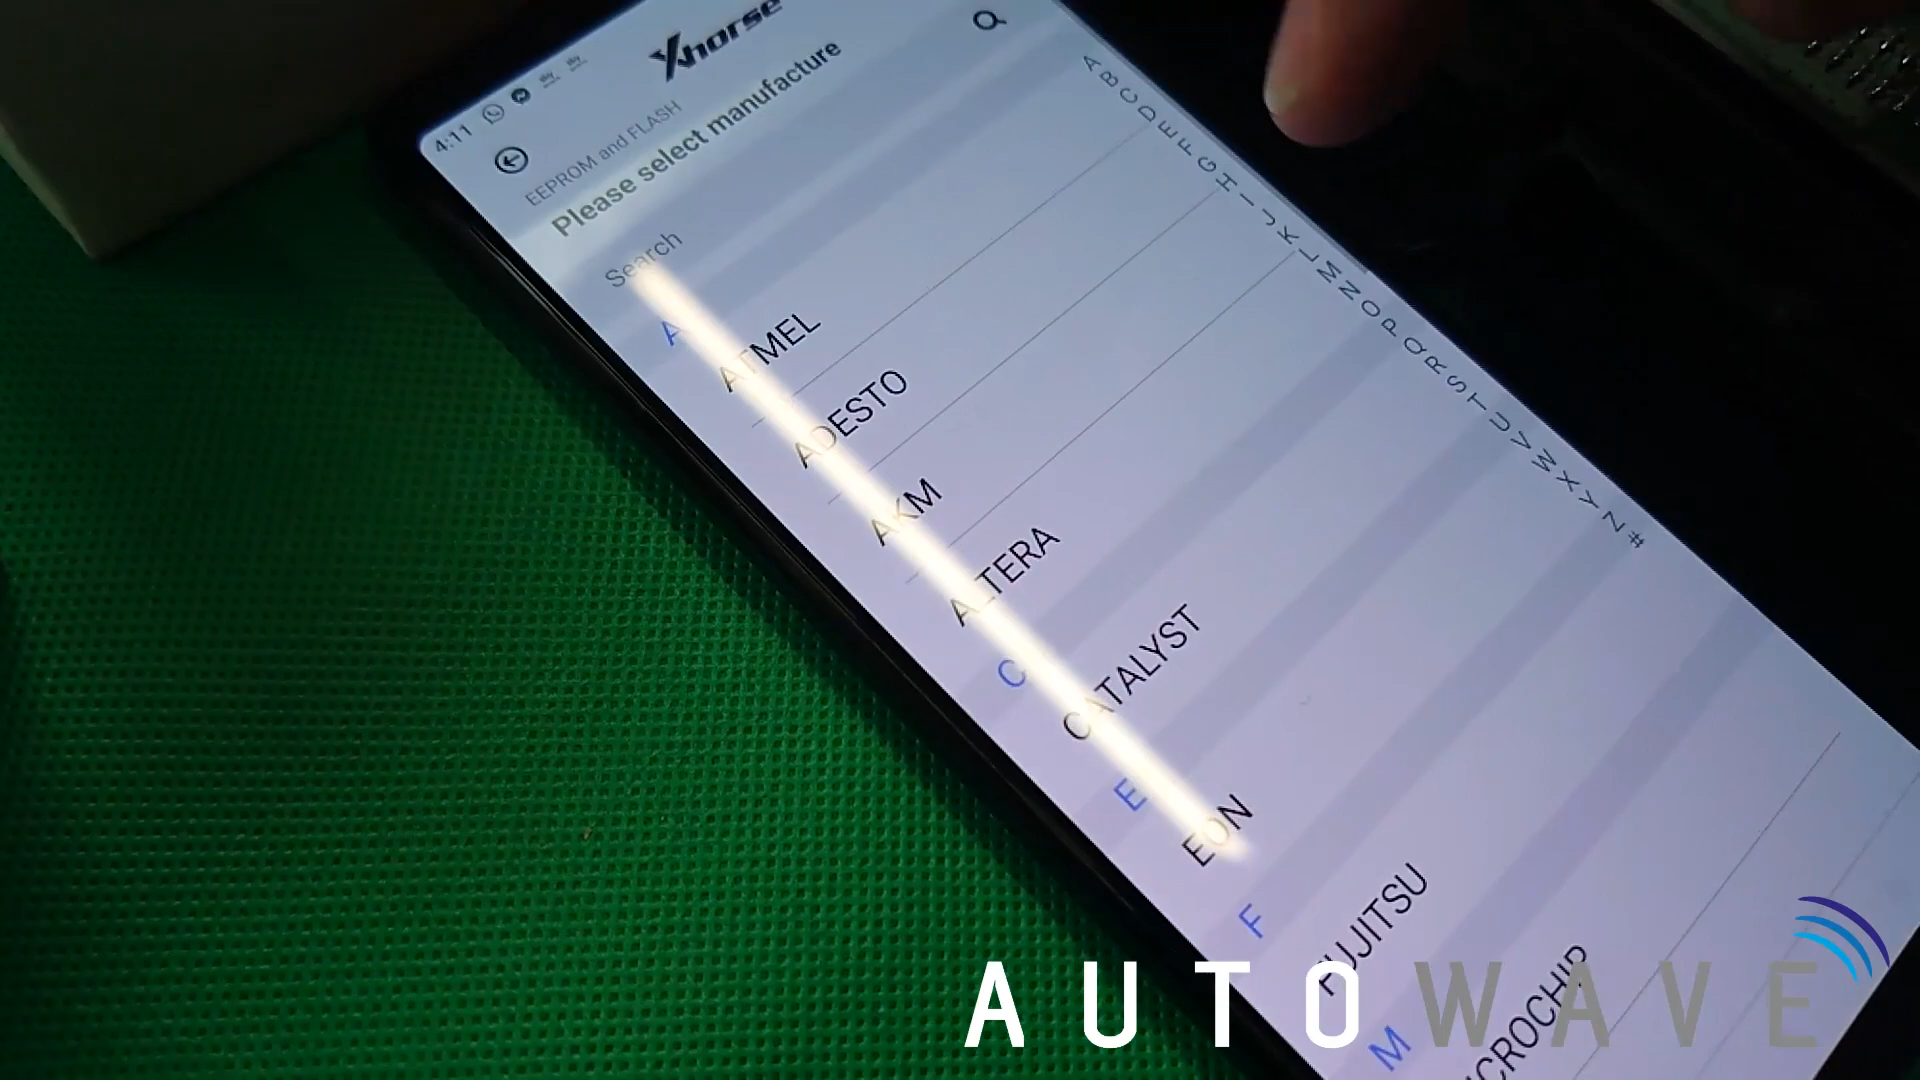 4:11
Xhorse
EEPROM and FLASH
Please select manufacture
Search
A
ATMEL
ADESTO
AKM
ALTERA
C
CATALYST
E
EON
F
FUJITSU
M
MICROCHIP
A
B
C
D
E
F
G
H
I
J
K
L
M
N
O
P
Q
R
S
T
U
V
W
X
Y
Z
#
AUTOWAVE